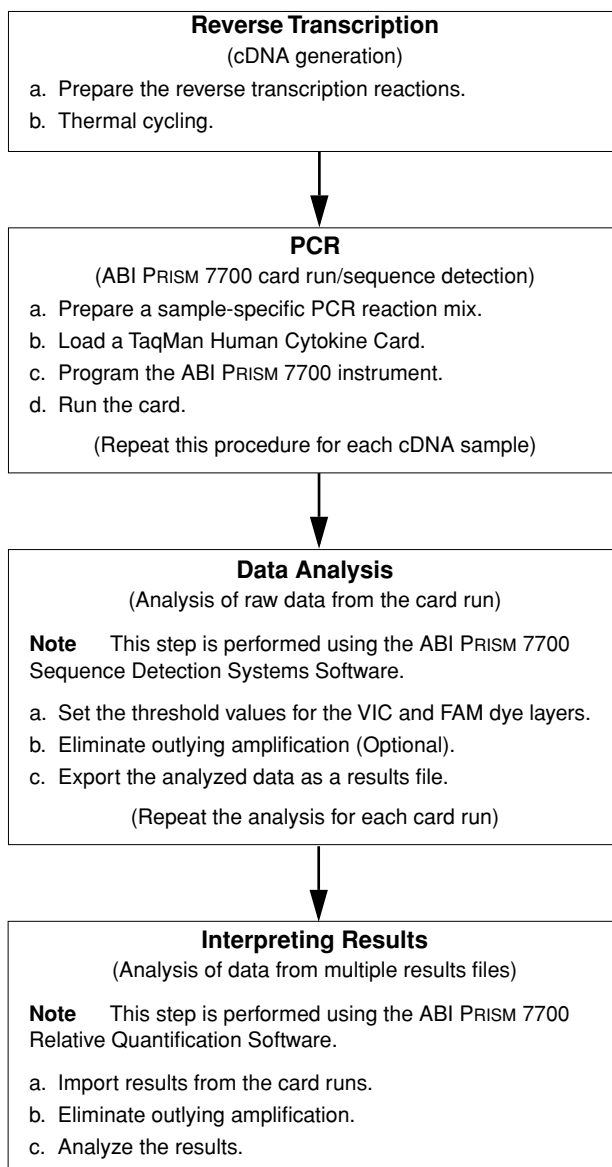 Reverse Transcription
(cDNA generation)
a. Prepare the reverse transcription reactions.
b. Thermal cycling.
PCR
(ABI PRISM 7700 card run/sequence detection)
a. Prepare a sample-specific PCR reaction mix.
b. Load a TaqMan Human Cytokine Card.
c. Program the ABI PRISM 7700 instrument.
d. Run the card.
(Repeat this procedure for each cDNA sample)
Data Analysis
(Analysis of raw data from the card run)
Note This step is performed using the ABI PRISM 7700
Sequence Detection Systems Software.
a. Set the threshold values for the VIC and FAM dye layers.
b. Eliminate outlying amplification (Optional).
c. Export the analyzed data as a results file.
(Repeat the analysis for each card run)
Interpreting Results
(Analysis of data from multiple results files)
Note This step is performed using the ABI PRISM 7700
Relative Quantification Software.
a. Import results from the card runs.
b. Eliminate outlying amplification.
c. Analyze the results.